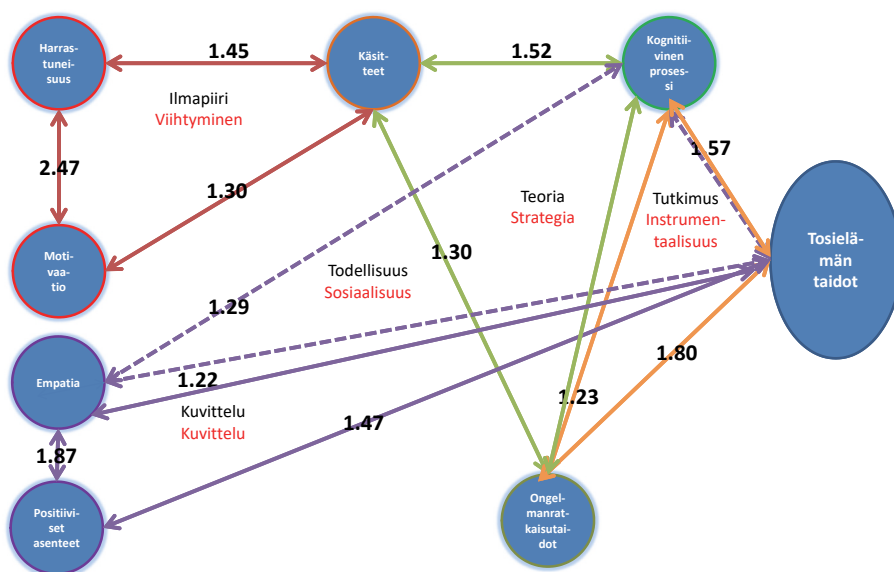 Harras-
tunei-
suus
1.45
Käsit-
teet
1.52
Kognitii-
vinen
proses-
si
Ilmapiiri
Viihtyminen
2.47
1.30
1.57
Teoria
Strategia
Tutkimus
Instrumen-
taalisuus
Tosielä-
män
taidot
Moti-
vaa-
tio
1.30
Todellisuus
Sosiaalisuus
1.29
Empatia
1.22
1.80
Kuvittelu
Kuvittelu
1.47
1.23
1.87
Positiivi-
set
asenteet
Ongel-
manrat-
kaisutai-
dot